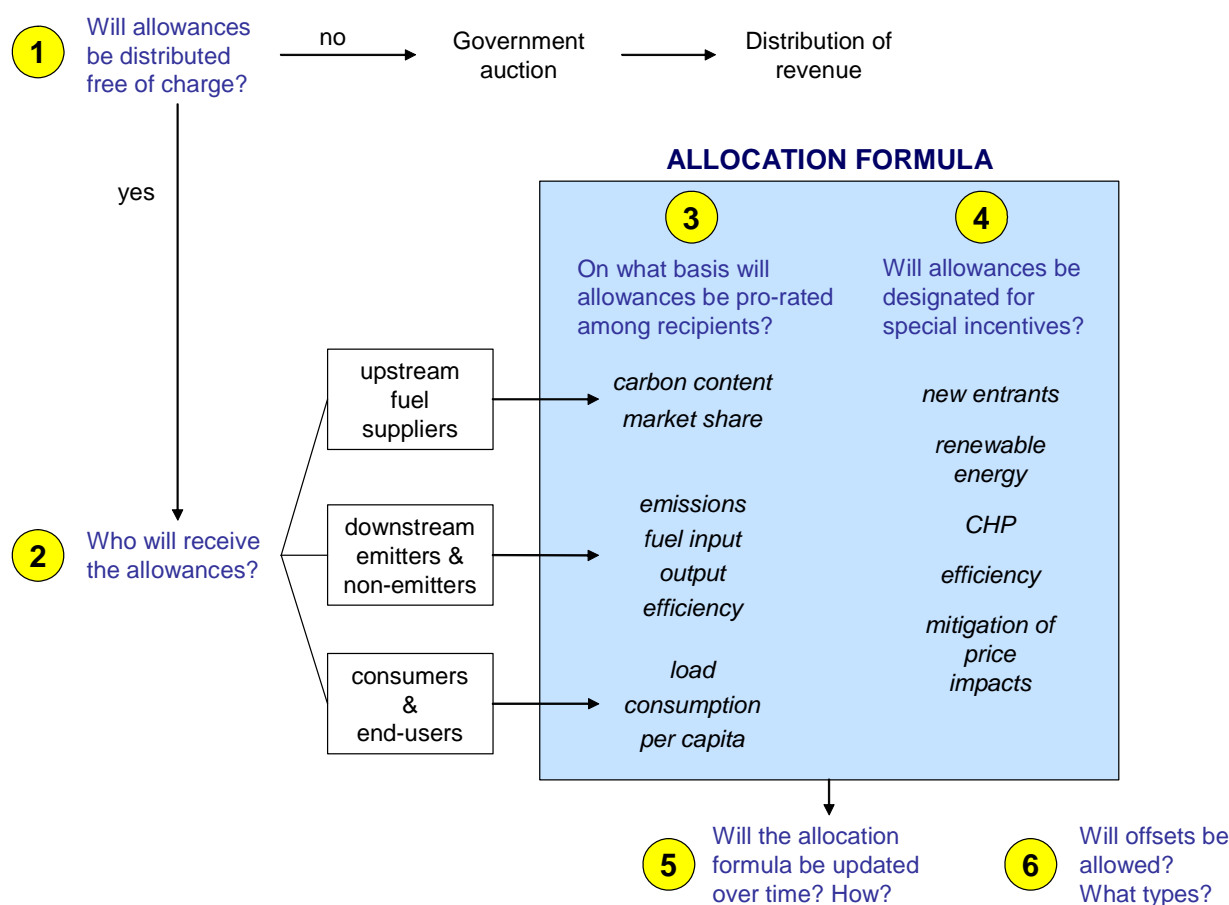 1
Will allowances
be distributed
free of charge?
no
Government
auction
Distribution of
revenue
yes
ALLOCATION FORMULA
3
On what basis will
allowances be pro-rated
among recipients?
4
Will allowances be
designated for
special incentives?
2
Who will receive
the allowances?
upstream
fuel
suppliers
carbon content
market share
downstream
emitters &
non-emitters
emissions
fuel input
output
efficiency
consumers
&
end-users
load
consumption
per capita
new entrants
renewable
energy
CHP
efficiency
mitigation of
price
impacts
5
Will the allocation
formula be updated
over time? How?
6
Will offsets be
allowed?
What types?